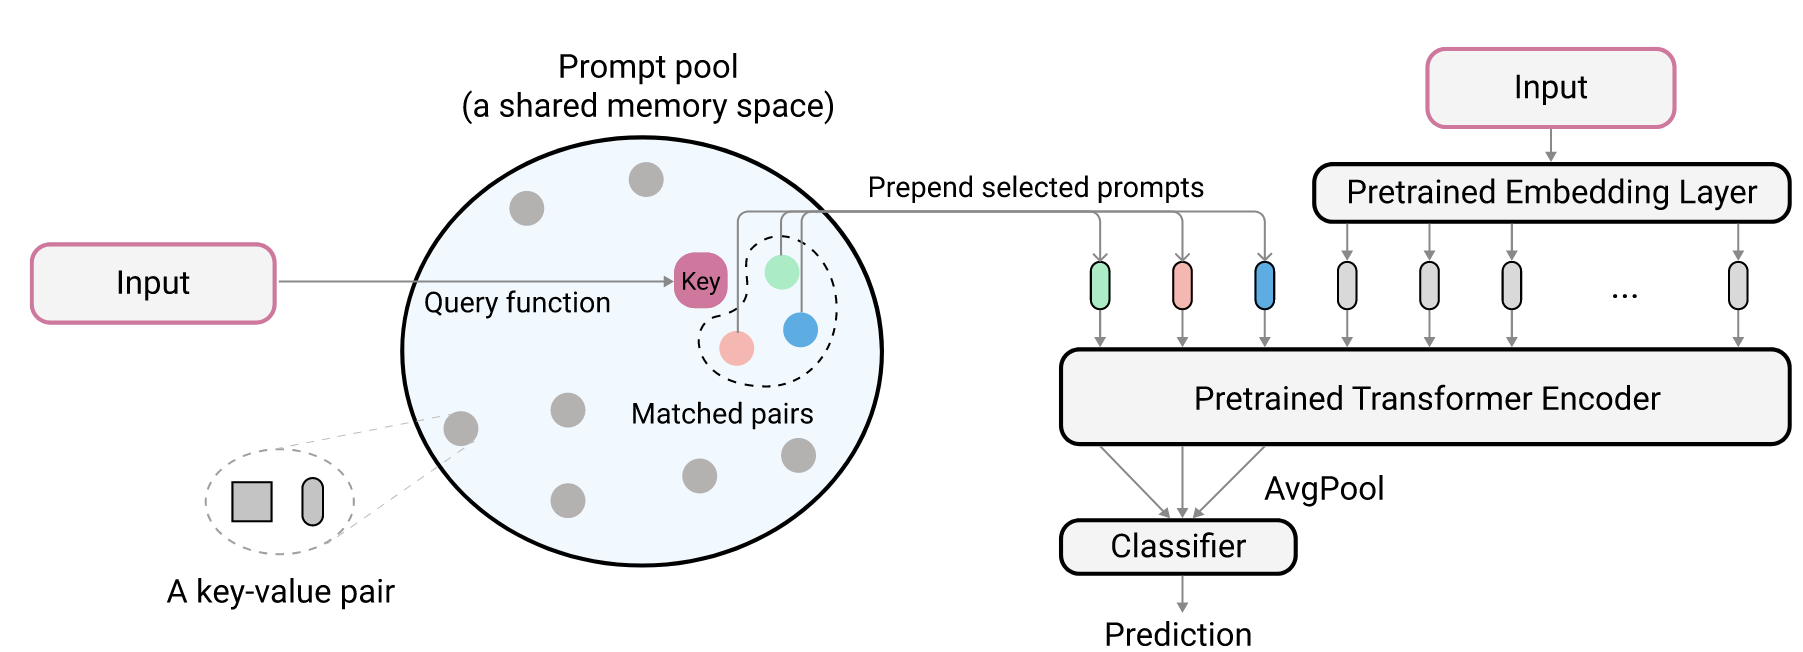 Prompt pool
(a shared memory space)
Input
Query function
Key
Matched pairs
A key-value pair
Prepend selected prompts
Input
Pretrained Embedding Layer
...
Pretrained Transformer Encoder
AvgPool
Classifier
Prediction